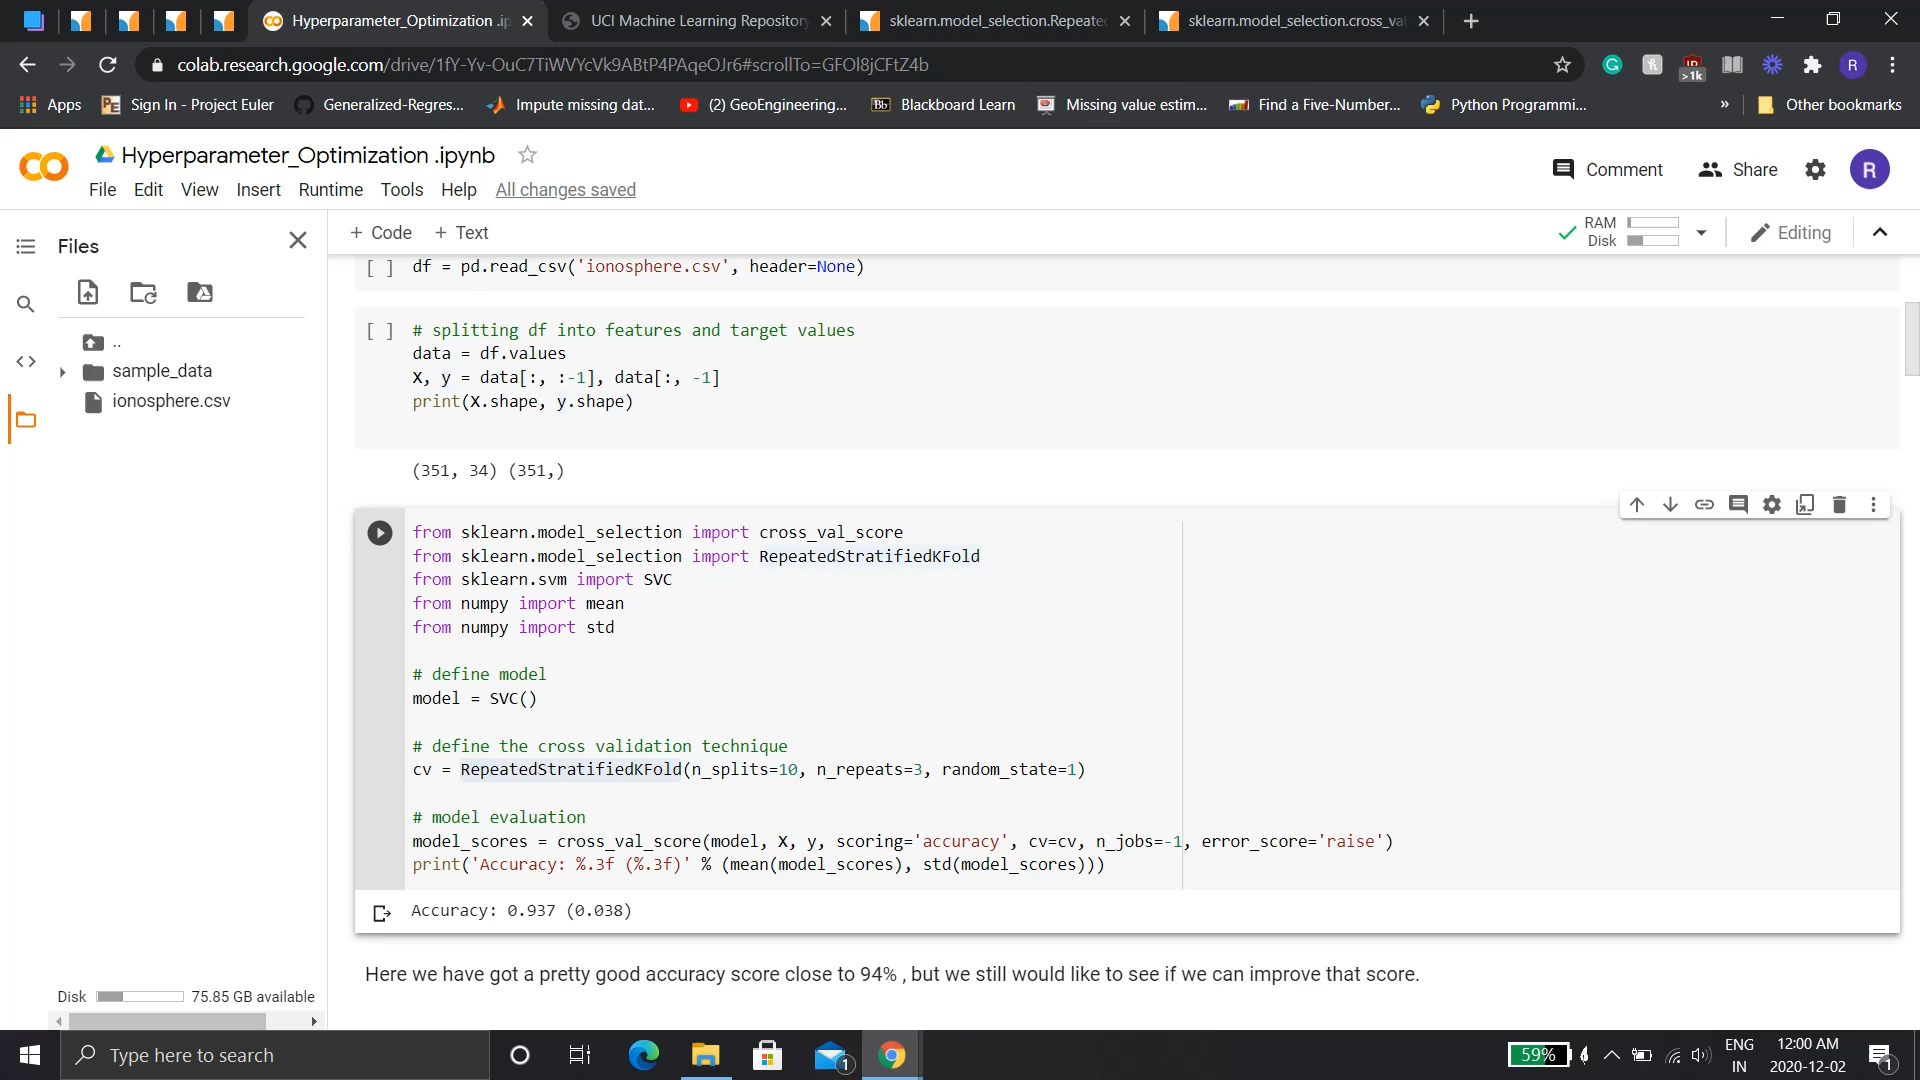 Hyperparameter_Optimization .ip
UCI Machine Learning Repository
sklearn.model_selection.Repeate
sklearn.model_selection.cross_val
colab.research.google.com/drive/1fY-Yv-OuC7TiWVYcVk9ABtP4PAqeOJr6#scrollTo=GFOl8jCFtZ4b
>1k
R
Apps
PE
Sign In - Project Euler
Generalized-Regres...
Impute missing dat...
(2) GeoEngineering...
Bb
Blackboard Learn
Missing value estim...
Find a Five-Number...
Python Programmi...
»
Other bookmarks
Hyperparameter_Optimization .ipynb
Comment
Share
R
File Edit View Insert Runtime Tools Help All changes saved
Files
+ Code + Text
RAM
Disk
Editing
..
sample_data
ionosphere.csv
[ ] df = pd.read_csv('ionosphere.csv', header=None)
[ ] # splitting df into features and target values
data = df.values
X, y = data[:, :-1], data[:, -1]
print(X.shape, y.shape)
(351, 34) (351,)
from sklearn.model_selection import cross_val_score
from sklearn.model_selection import RepeatedStratifiedKFold
from sklearn.svm import SVC
from numpy import mean
from numpy import std
# define model
model = SVC()
# define the cross validation technique
cv = RepeatedStratifiedKFold(n_splits=10, n_repeats=3, random_state=1)
# model evaluation
model_scores = cross_val_score(model, X, y, scoring='accuracy', cv=cv, n_jobs=-1, error_score='raise')
print('Accuracy: %.3f (%.3f)' % (mean(model_scores), std(model_scores)))
Accuracy: 0.937 (0.038)
Here we have got a pretty good accuracy score close to 94% , but we still would like to see if we can improve that score.
Disk 75.85 GB available
Type here to search
1
59%
ENG
IN
12:00 AM
2020-12-02
1